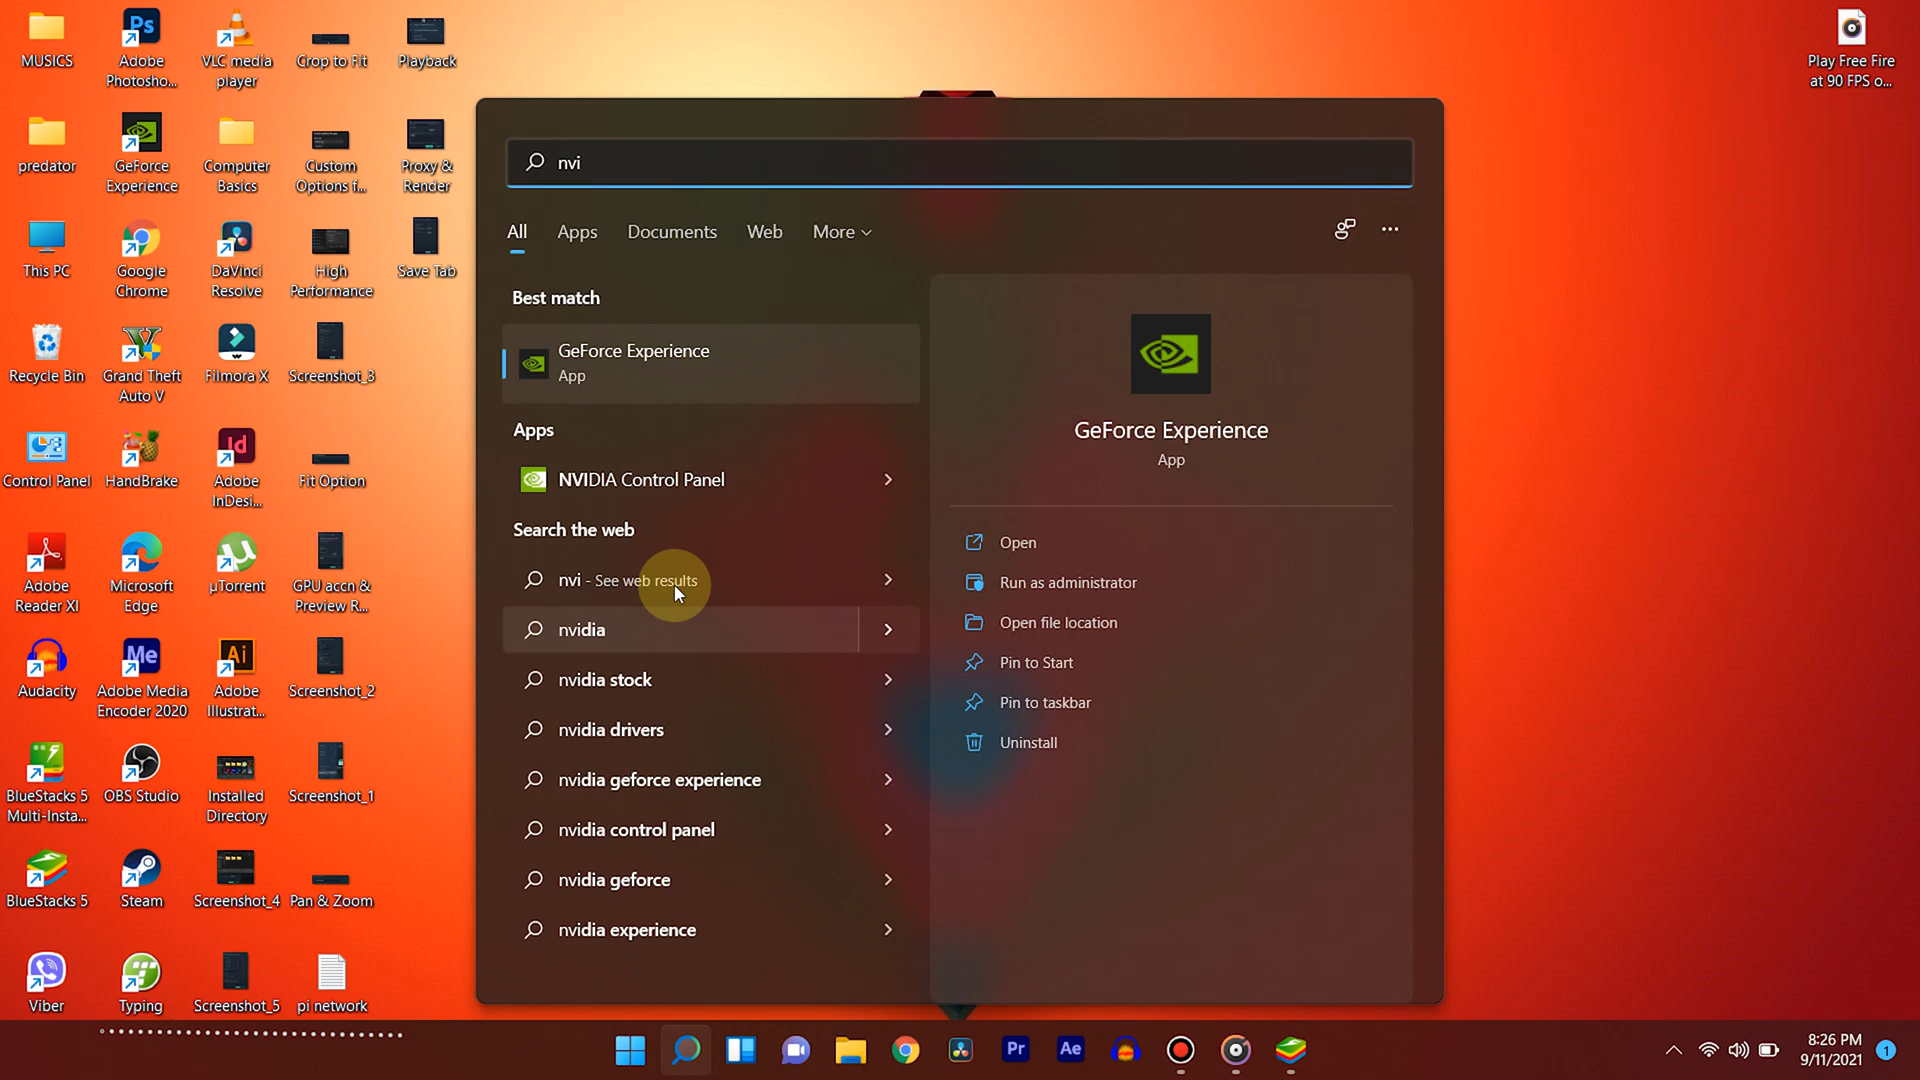 MUSICS
Adobe
Photosho...
VLC media
player
Crop to Fit
Playback
Play Free Fire
at 90 FPS o...
predator
GeForce
Experience
Computer
Basics
Custom
Options f...
Proxy &
Render
This PC
Google
Chrome
DaVinci
Resolve
High
Performance
Save Tab
Recycle Bin
Grand Theft
Auto V
Filmora X
Screenshot_3
Control Panel
HandBrake
Adobe
InDesi...
Fit Option
Adobe
Reader XI
Microsoft
Edge
µTorrent
GPU accn &
Preview R...
Audacity
Adobe Media
Encoder 2020
Adobe
Illustrat...
Screenshot_2
BlueStacks 5
Multi-Insta...
OBS Studio
Installed
Directory
Screenshot_1
BlueStacks 5
Steam
Screenshot_4
Pan & Zoom
Viber
Typing
Screenshot_5
pi network
Ps
Id
Me
Ai
nvi
All
Apps
Documents
Web
More
Best match
GeForce Experience
App
Apps
NVIDIA Control Panel
Search the web
nvi - See web results
nvidia
nvidia stock
nvidia drivers
nvidia geforce experience
nvidia control panel
nvidia geforce
nvidia experience
GeForce Experience
App
Open
Run as administrator
Open file location
Pin to Start
Pin to taskbar
Uninstall
Pr
Ae
8:26 PM
9/11/2021
1